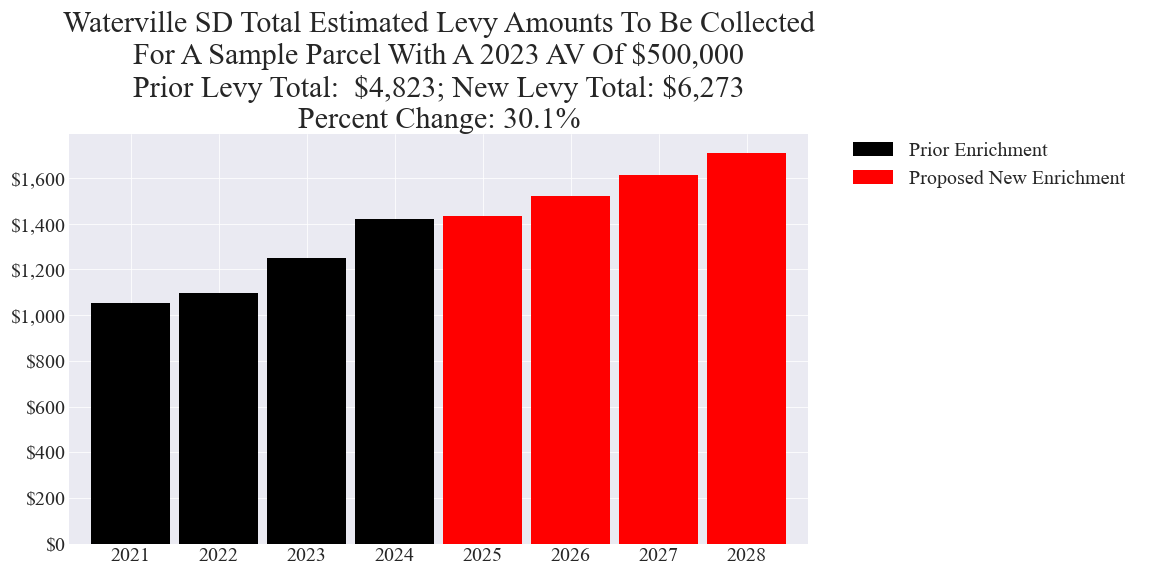 Waterville SD Total Estimated Levy Amounts To Be Collected
For A Sample Parcel With A 2023 AV Of $500,000
Prior Levy Total:  $4,823; New Levy Total: $6,273
Percent Change: 30.1%
Prior Enrichment
Proposed New Enrichment
$1,600
$1,400
$1,200
$1,000
$800
$600
$400
$200
$0
2021 2022 2023 2024 2025 2026 2027 2028